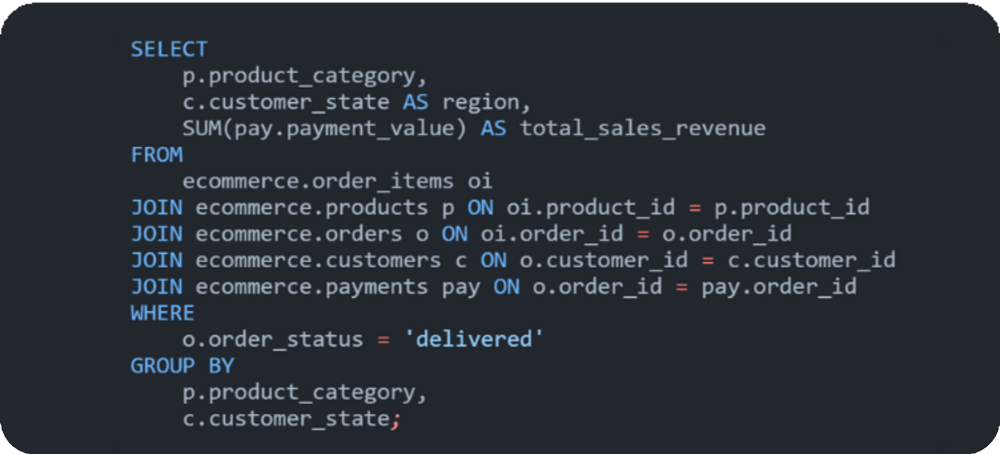 SELECT
    p.product_category,
    c.customer_state AS region,
    SUM(pay.payment_value) AS total_sales_revenue
FROM
    ecommerce.order_items oi
JOIN ecommerce.products p ON oi.product_id = p.product_id
JOIN ecommerce.orders o ON oi.order_id = o.order_id
JOIN ecommerce.customers c ON o.customer_id = c.customer_id
JOIN ecommerce.payments pay ON o.order_id = pay.order_id
WHERE
    o.order_status = 'delivered'
GROUP BY
    p.product_category,
    c.customer_state;